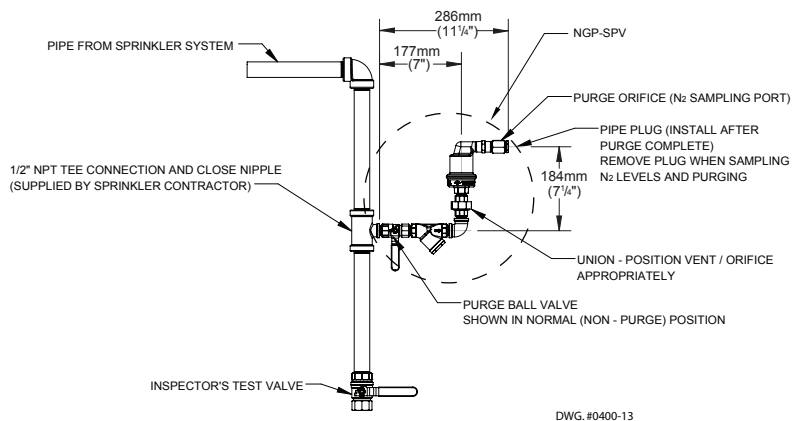 286mm
(11¼")
NGP-SPV
PIPE FROM SPRINKLER SYSTEM
177mm
(7")
PURGE ORIFICE (N2 SAMPLING PORT)
PIPE PLUG (INSTALL AFTER
PURGE COMPLETE)
REMOVE PLUG WHEN SAMPLING
N2 LEVELS AND PURGING
1/2" NPT TEE CONNECTION AND CLOSE NIPPLE
(SUPPLIED BY SPRINKLER CONTRACTOR)
184mm
(7¼")
UNION - POSITION VENT / ORIFICE
APPROPRIATELY
PURGE BALL VALVE
SHOWN IN NORMAL (NON - PURGE) POSITION
INSPECTOR'S TEST VALVE
DWG. #0400-13